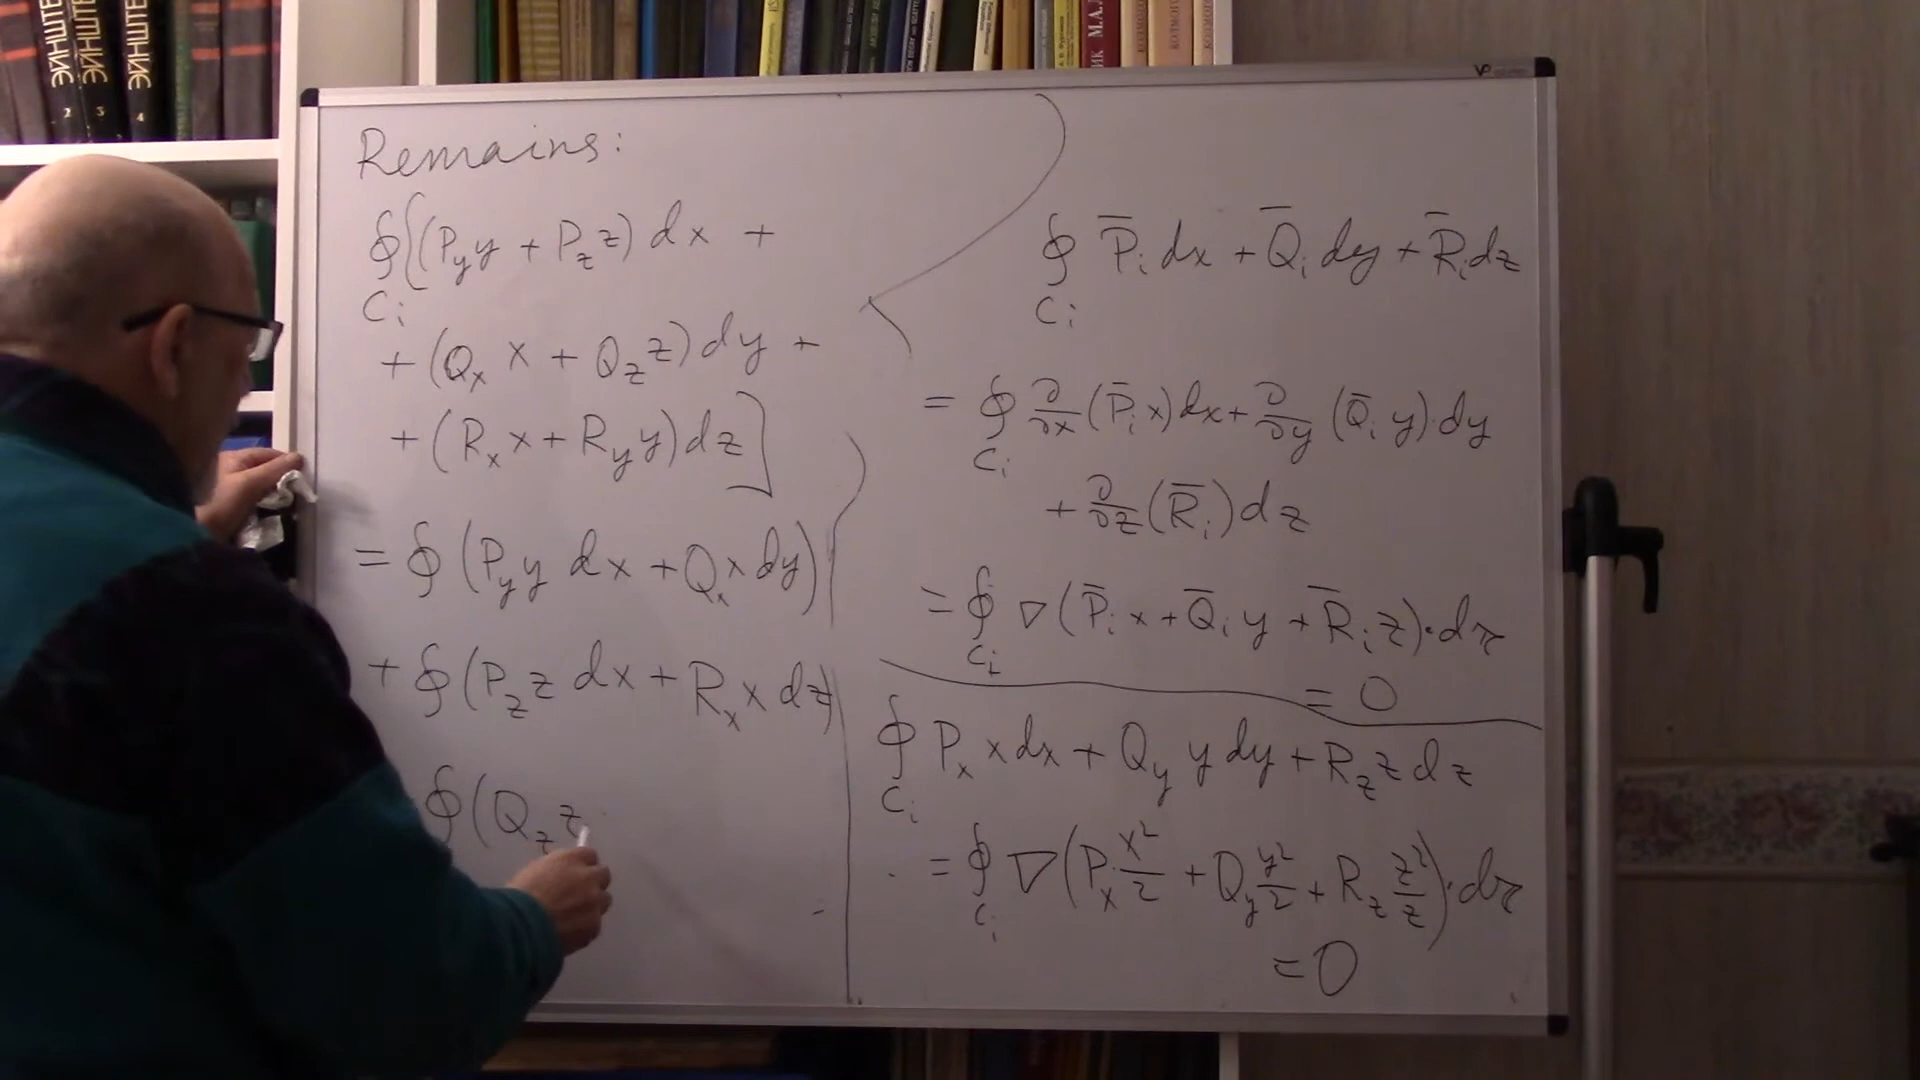 2
3
4
МАЛ
Remains:
∮_{C_i} [(P_y y + P_z z) dx +
+ (Q_x x + Q_z z) dy +
+ (R_x x + R_y y) dz]
= ∮ (P_y y dx + Q_x x dy)
+ ∮ (P_z z dx + R_x x dz)
∮ (Q_z z
∮_{C_i} P̄_i dx + Q̄_i dy + R̄_i dz
= ∮_{C_i} ∂/∂x (P̄_i x) dx + ∂/∂y (Q̄_i y)·dy
+ ∂/∂z (R̄_i) dz
= ∮_{C_i} ∇(P̄_i x + Q̄_i y + R̄_i z)·dr
= 0
∮_{C_i} P_x x dx + Q_y y dy + R_z z dz
= ∮_{C_i} ∇(P_x x²/2 + Q_y y²/2 + R_z z²/z)·dr
= 0